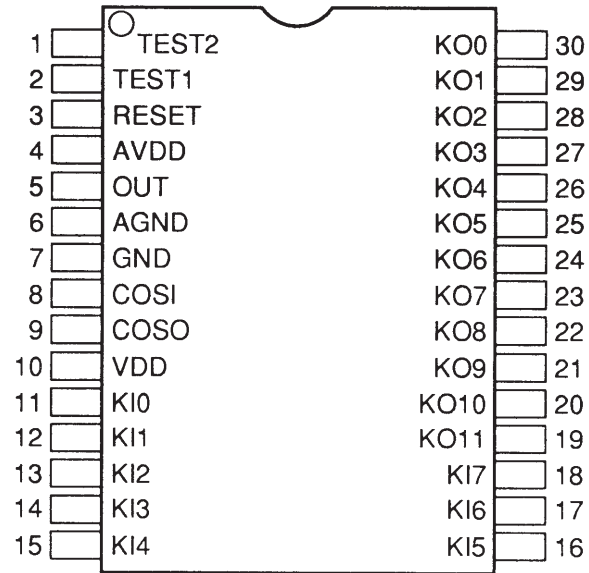 1 TEST2 KO0 30
2 TEST1 KO1 29
3 RESET KO2 28
4 AVDD KO3 27
5 OUT KO4 26
6 AGND KO5 25
7 GND KO6 24
8 COSI KO7 23
9 COSO KO8 22
10 VDD KO9 21
11 KI0 KO10 20
12 KI1 KO11 19
13 KI2 KI7 18
14 KI3 KI6 17
15 KI4 KI5 16